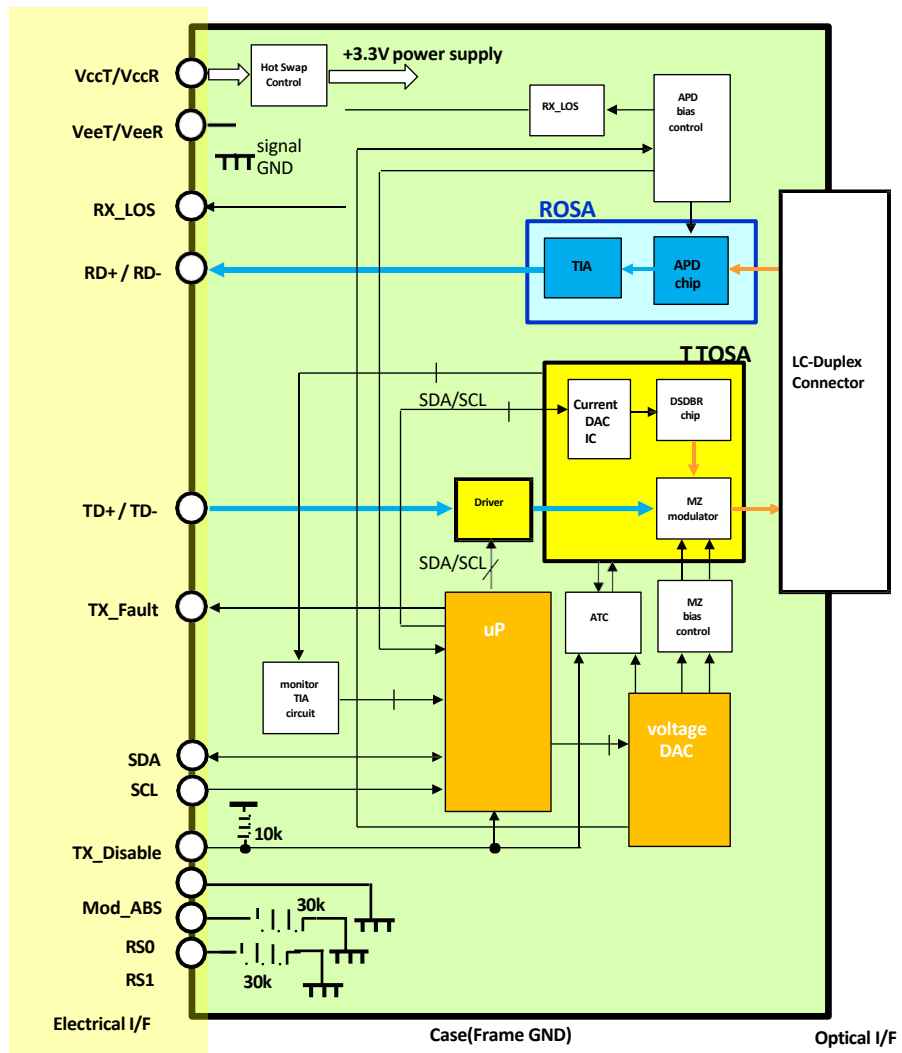 VccT/VccR
Hot Swap
Control
+3.3V power supply
VeeT/VeeR
signal
GND
RX_LOS
APD
bias
control
RX_LOS
ROSA
RD+ / RD-
TIA
APD
chip
LC-Duplex
Connector
T TOSA
SDA/SCL
Current
DAC
IC
DSDBR
chip
TD+ / TD-
Driver
MZ
modulator
SDA/SCL
TX_Fault
uP
ATC
MZ
bias
control
monitor
TIA
circuit
voltage
DAC
SDA
SCL
10k
TX_Disable
Mod_ABS
30k
RS0
30k
RS1
Electrical I/F
Case(Frame GND)
Optical I/F